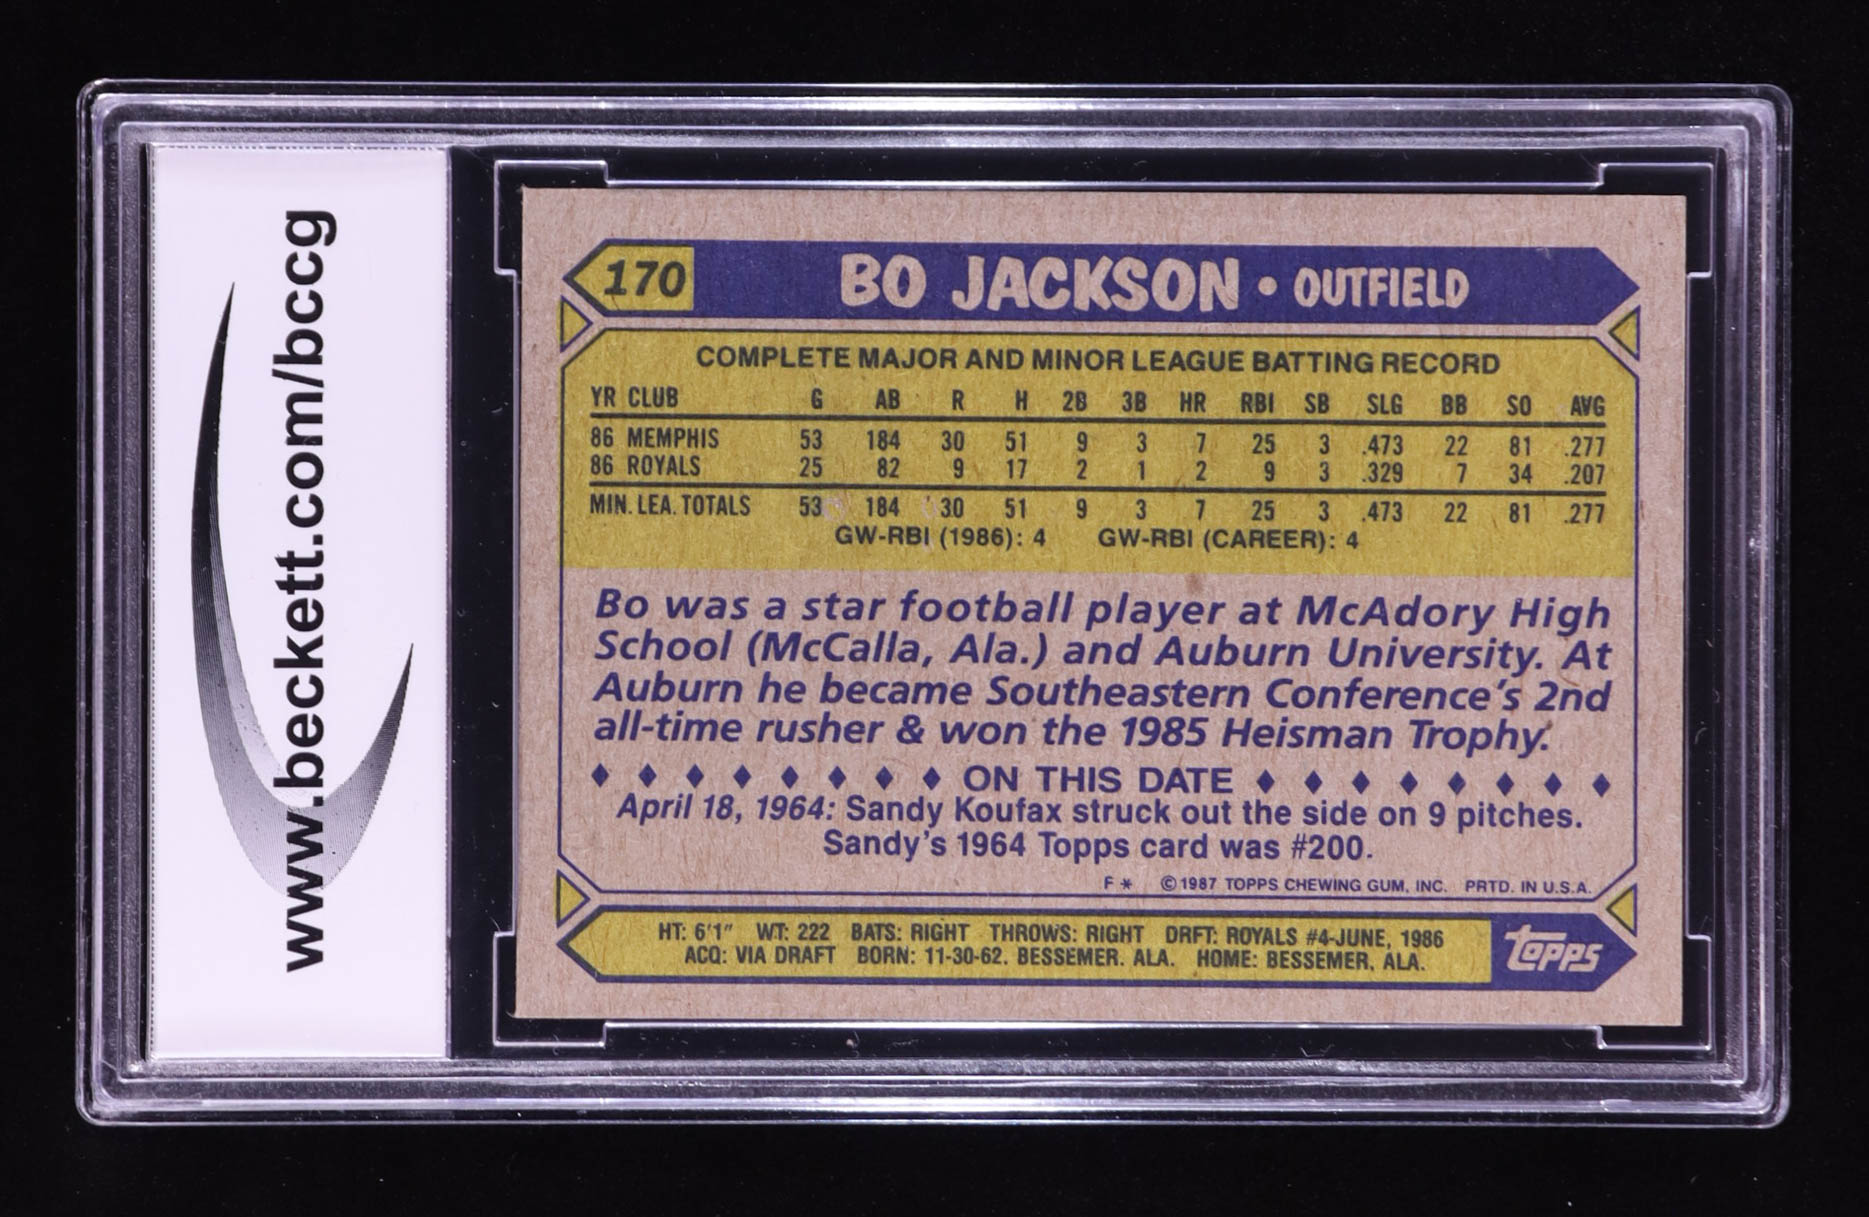 www.beckett.com/bccg
170 BO JACKSON • OUTFIELD
COMPLETE MAJOR AND MINOR LEAGUE BATTING RECORD
YR CLUB G AB R H 2B 3B HR RBI SB SLG BB SO AVG
86 MEMPHIS 53 184 30 51 9 3 7 25 3 .473 22 81 .277
86 ROYALS 25 82 9 17 2 1 2 9 3 .329 7 34 .207
MIN. LEA. TOTALS 53 184 30 51 9 3 7 25 3 .473 22 81 .277
GW-RBI (1986): 4 GW-RBI (CAREER): 4
Bo was a star football player at McAdory High
School (McCalla, Ala.) and Auburn University. At
Auburn he became Southeastern Conference's 2nd
all-time rusher & won the 1985 Heisman Trophy.
♦ ♦ ♦ ♦ ♦ ♦ ♦ ♦ ON THIS DATE ♦ ♦ ♦ ♦ ♦ ♦ ♦ ♦
April 18, 1964: Sandy Koufax struck out the side on 9 pitches.
Sandy's 1964 Topps card was #200.
F * © 1987 TOPPS CHEWING GUM, INC. PRTD. IN U.S.A.
HT: 6'1" WT: 222 BATS: RIGHT THROWS: RIGHT DRFT: ROYALS #4-JUNE, 1986
ACQ: VIA DRAFT BORN: 11-30-62, BESSEMER, ALA. HOME: BESSEMER, ALA.
topps